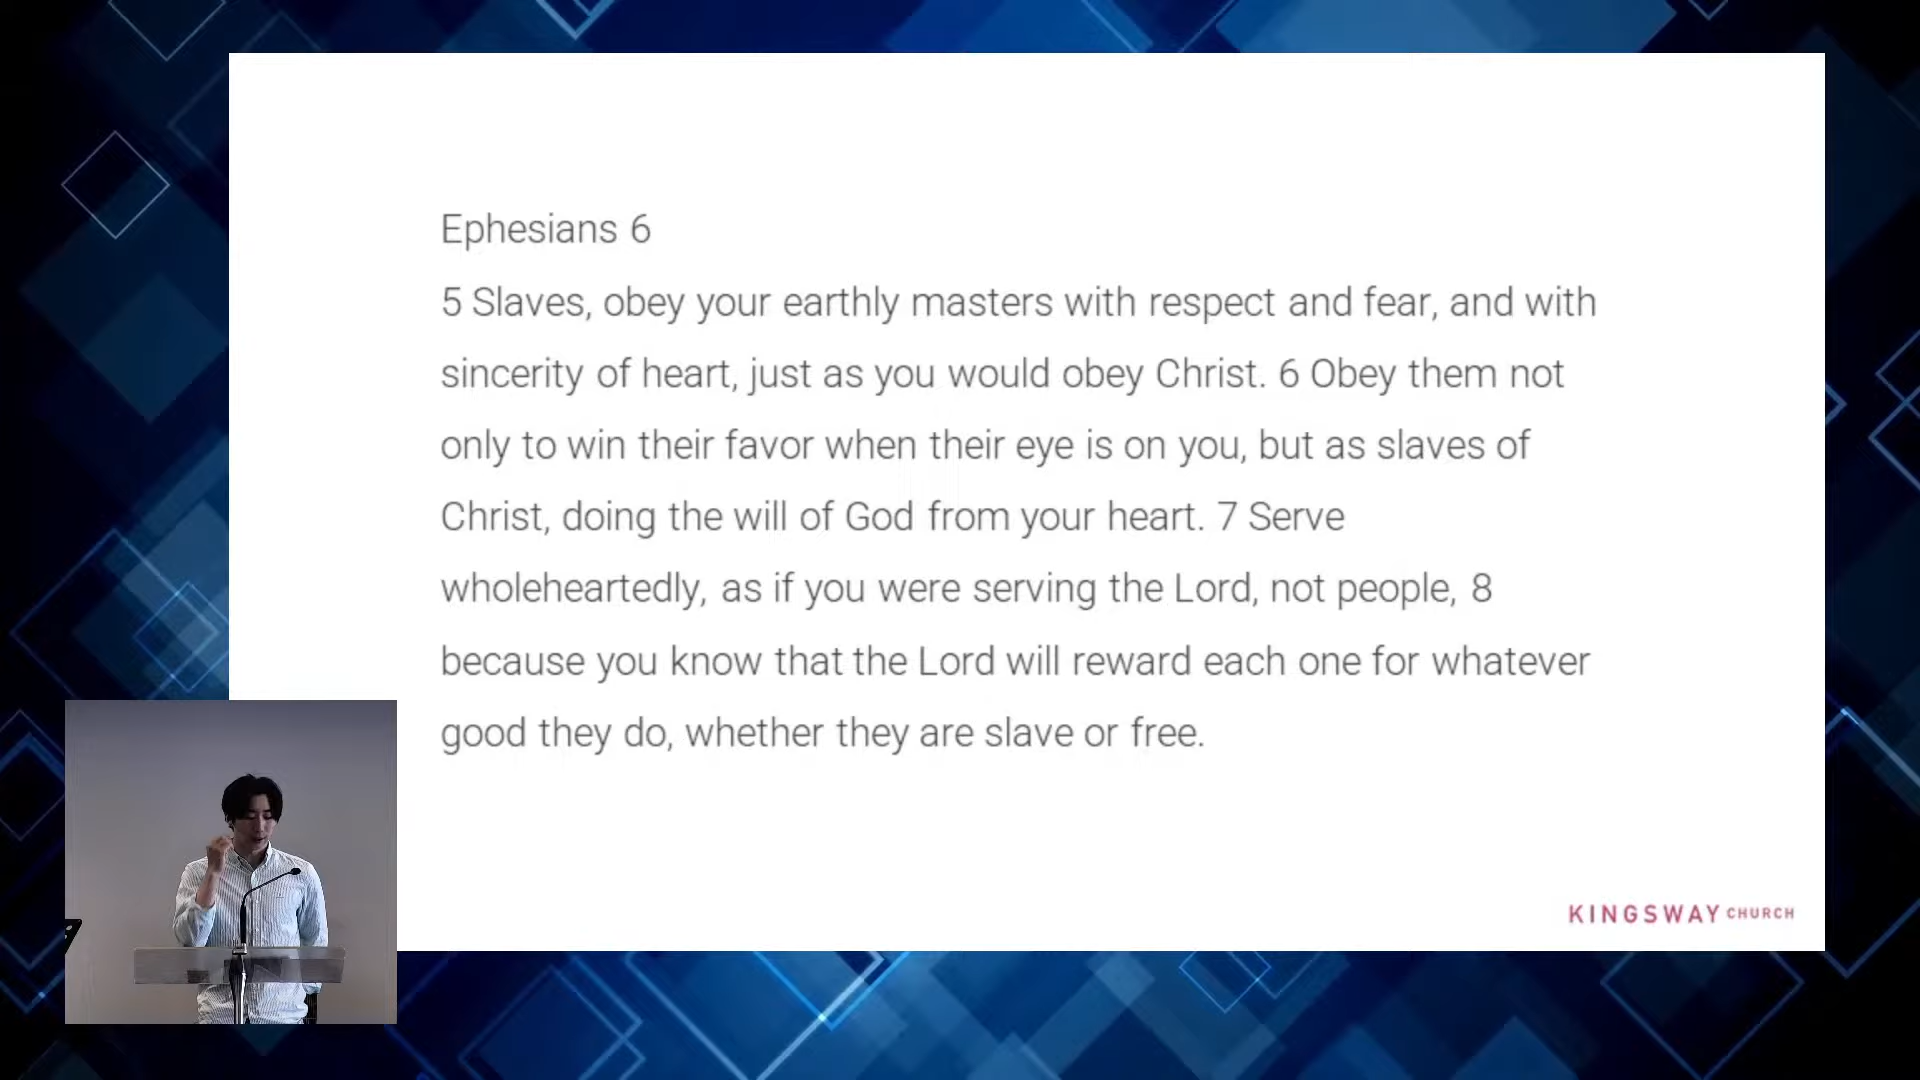 Ephesians 6
5 Slaves, obey your earthly masters with respect and fear, and with
sincerity of heart, just as you would obey Christ. 6 Obey them not
only to win their favor when their eye is on you, but as slaves of
Christ, doing the will of God from your heart. 7 Serve
wholeheartedly, as if you were serving the Lord, not people, 8
because you know that the Lord will reward each one for whatever
good they do, whether they are slave or free.
KINGSWAY CHURCH